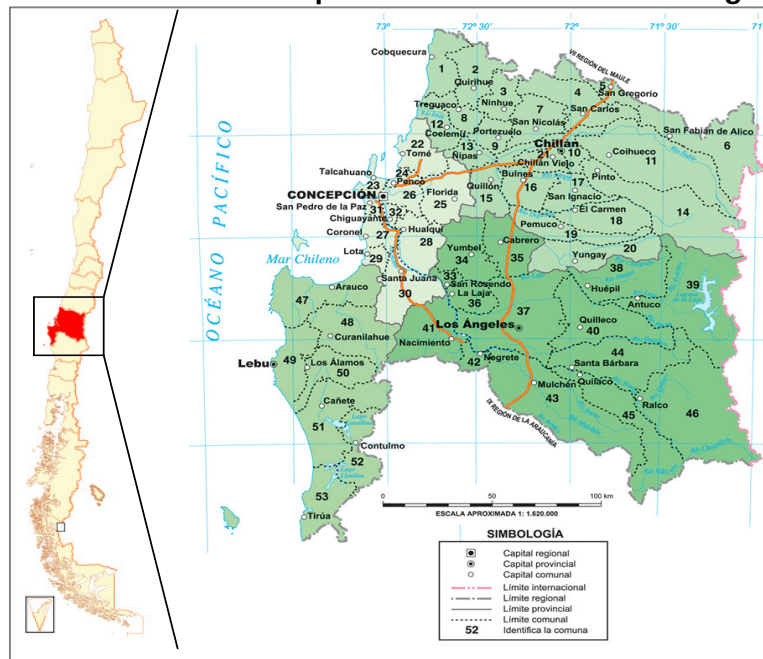 73°
72° 30'
72°
71° 30'
71°
VII REGIÓN DEL MAULE
Cobquecura
1
2
Quirihue
3
4
5
San Gregorio
Treguaco
8
Ninhue
7
San Carlos
12
San Nicolás
Coelemu
Portezuelo
San Fabián de Alico
6
22
Tomé
13
9
Ñipas
Chillán
21
10
Coihueco
11
Chillán Viejo
Talcahuano
24
Penco
Bulnes
Pinto
23
26
Florida
Quillón
16
17
CONCEPCIÓN
25
15
San Ignacio
San Pedro de la Paz
31
32
El Carmen
14
Chiguayante
18
27
Hualqui
Pemuco
19
Coronel
28
Cabrero
20
Lota
29
Yumbel
34
35
Yungay
Mar Chileno
38
Santa Juana
33
San Rosendo
Huépil
39
Arauco
30
La Laja
36
Antuco
47
37
48
Los Ángeles
Quilleco
41
40
Curanilahue
Nacimiento
49
44
Lebu
Los Álamos
42
Negrete
Santa Bárbara
50
Quilaco
Mulchén
43
Cañete
45
Ralco
46
51
IX REGIÓN DE LA ARAUCANÍA
Contulmo
52
53
Tirúa
OCÉANO PACÍFICO
0
50
100 km
ESCALA APROXIMADA 1: 1.620.000
SIMBOLOGÍA
Capital regional
Capital provincial
Capital comunal
Límite internacional
Límite regional
Límite provincial
Límite comunal
52 Identifica la comuna